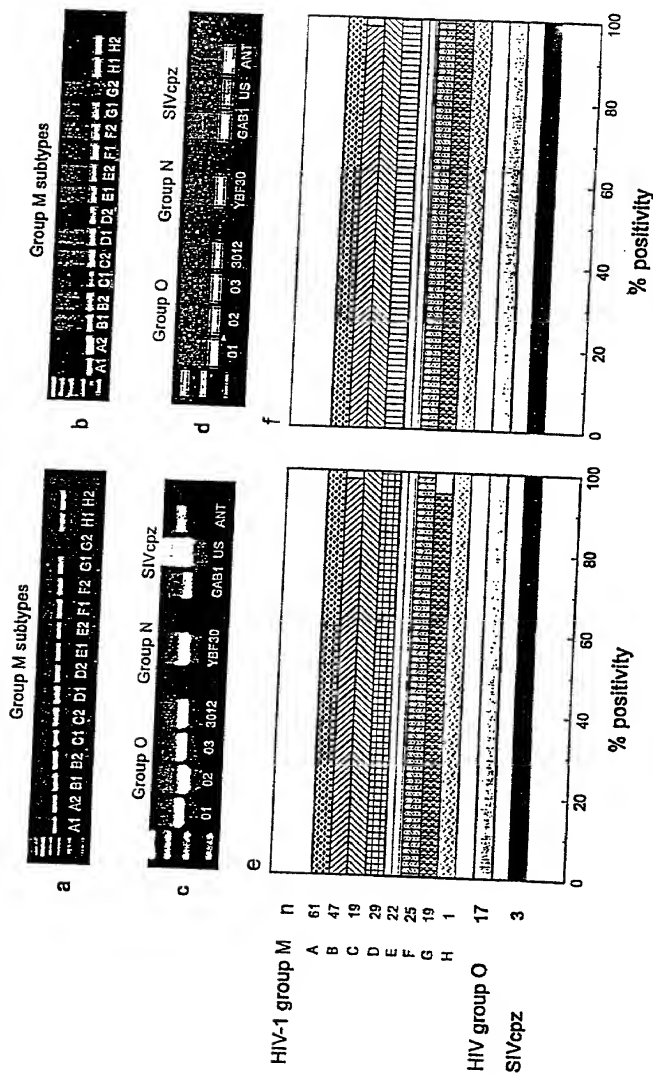 a
Group M subtypes
A1 A2 B1 B2 C1 C2 D1 D2 E1 E2 F1 F2 G1 G2 H1 H2
b
Group M subtypes
A1 A2 B1 B2 C1 C2 D1 D2 E1 E2 F1 F2 G1 G2 H1 H2
c
Group O Group N SIVcpz
01 02 03 3012 YBF30 GAB1 US ANT
d
Group O Group N SIVcpz
01 02 03 3012 YBF30 GAB1 US ANT
e
f
HIV-1 group M n
A 61
B 47
C 19
D 29
E 22
F 25
G 19
H 1
HIV group O 17
SIVcpz 3
0 20 40 60 80 100
% positivity
0 20 40 60 80 100
% positivity